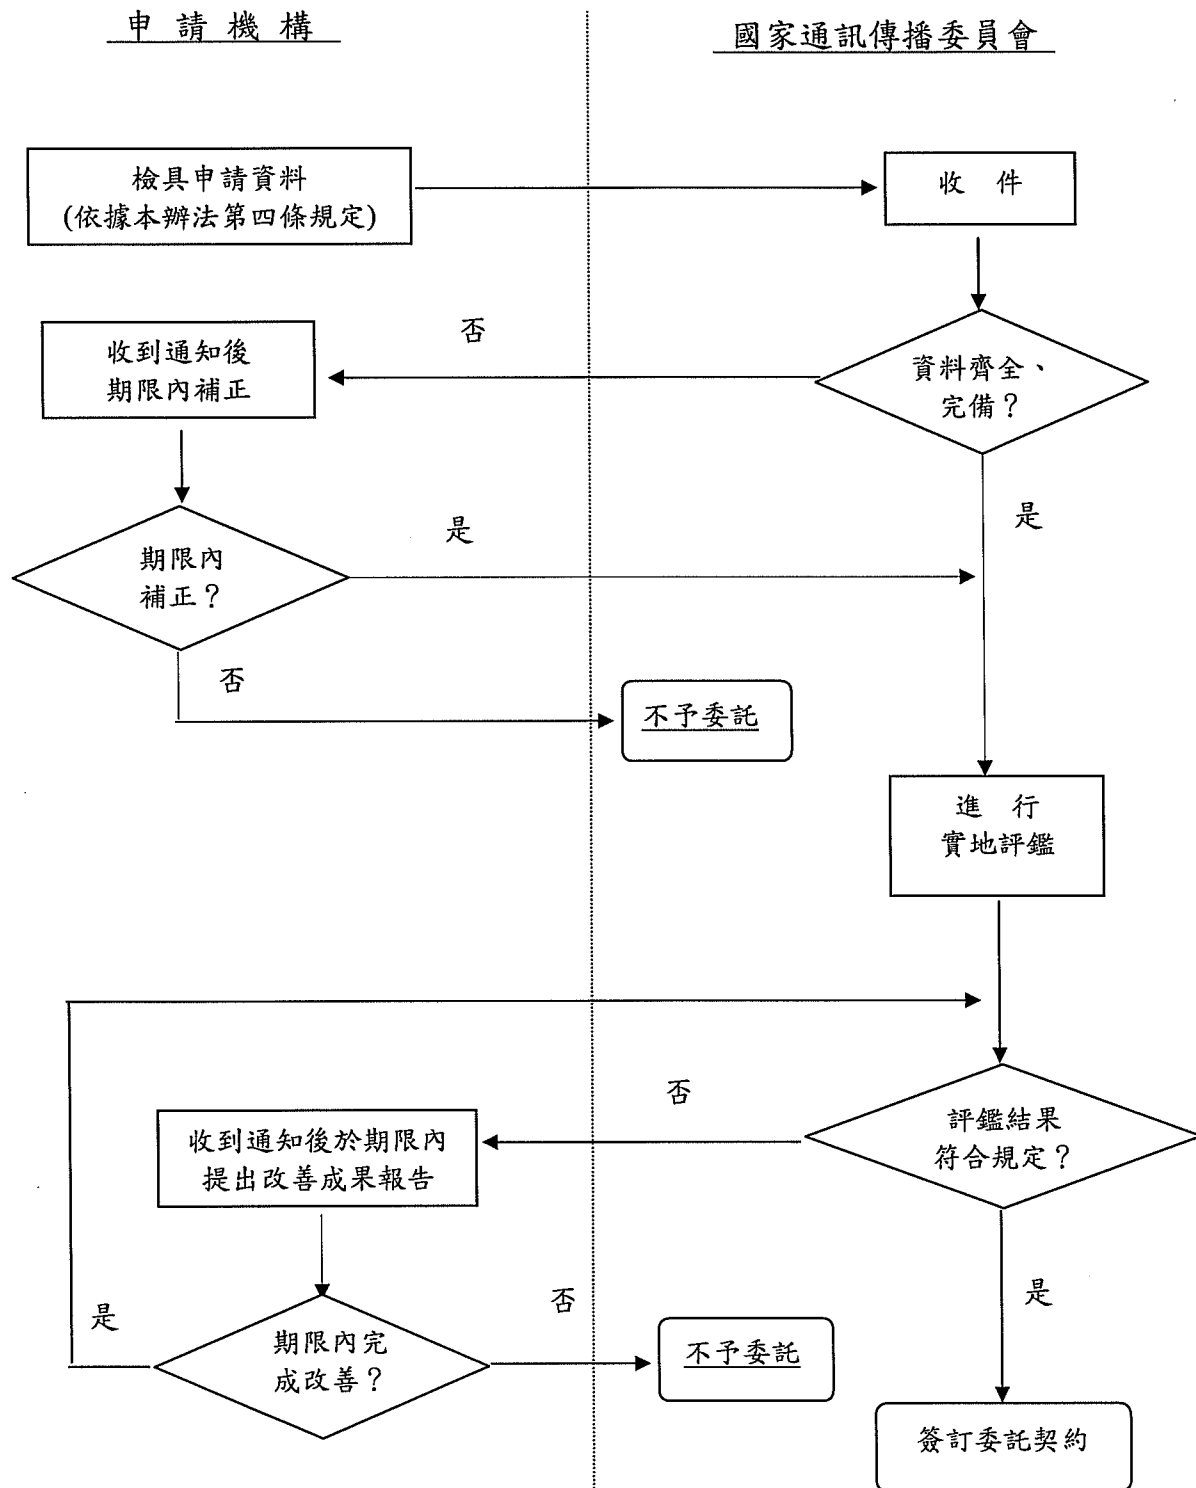 申請機構
國家通訊傳播委員會
檢具申請資料
(依據本辦法第四條規定)
收 件
否
收到通知後
期限內補正
資料齊全、
完備？
是
是
期限內
補正？
否
不予委託
進 行
實地評鑑
否
評鑑結果
符合規定？
收到通知後於期限內
提出改善成果報告
是
否
是
期限內完
成改善？
不予委託
簽訂委託契約